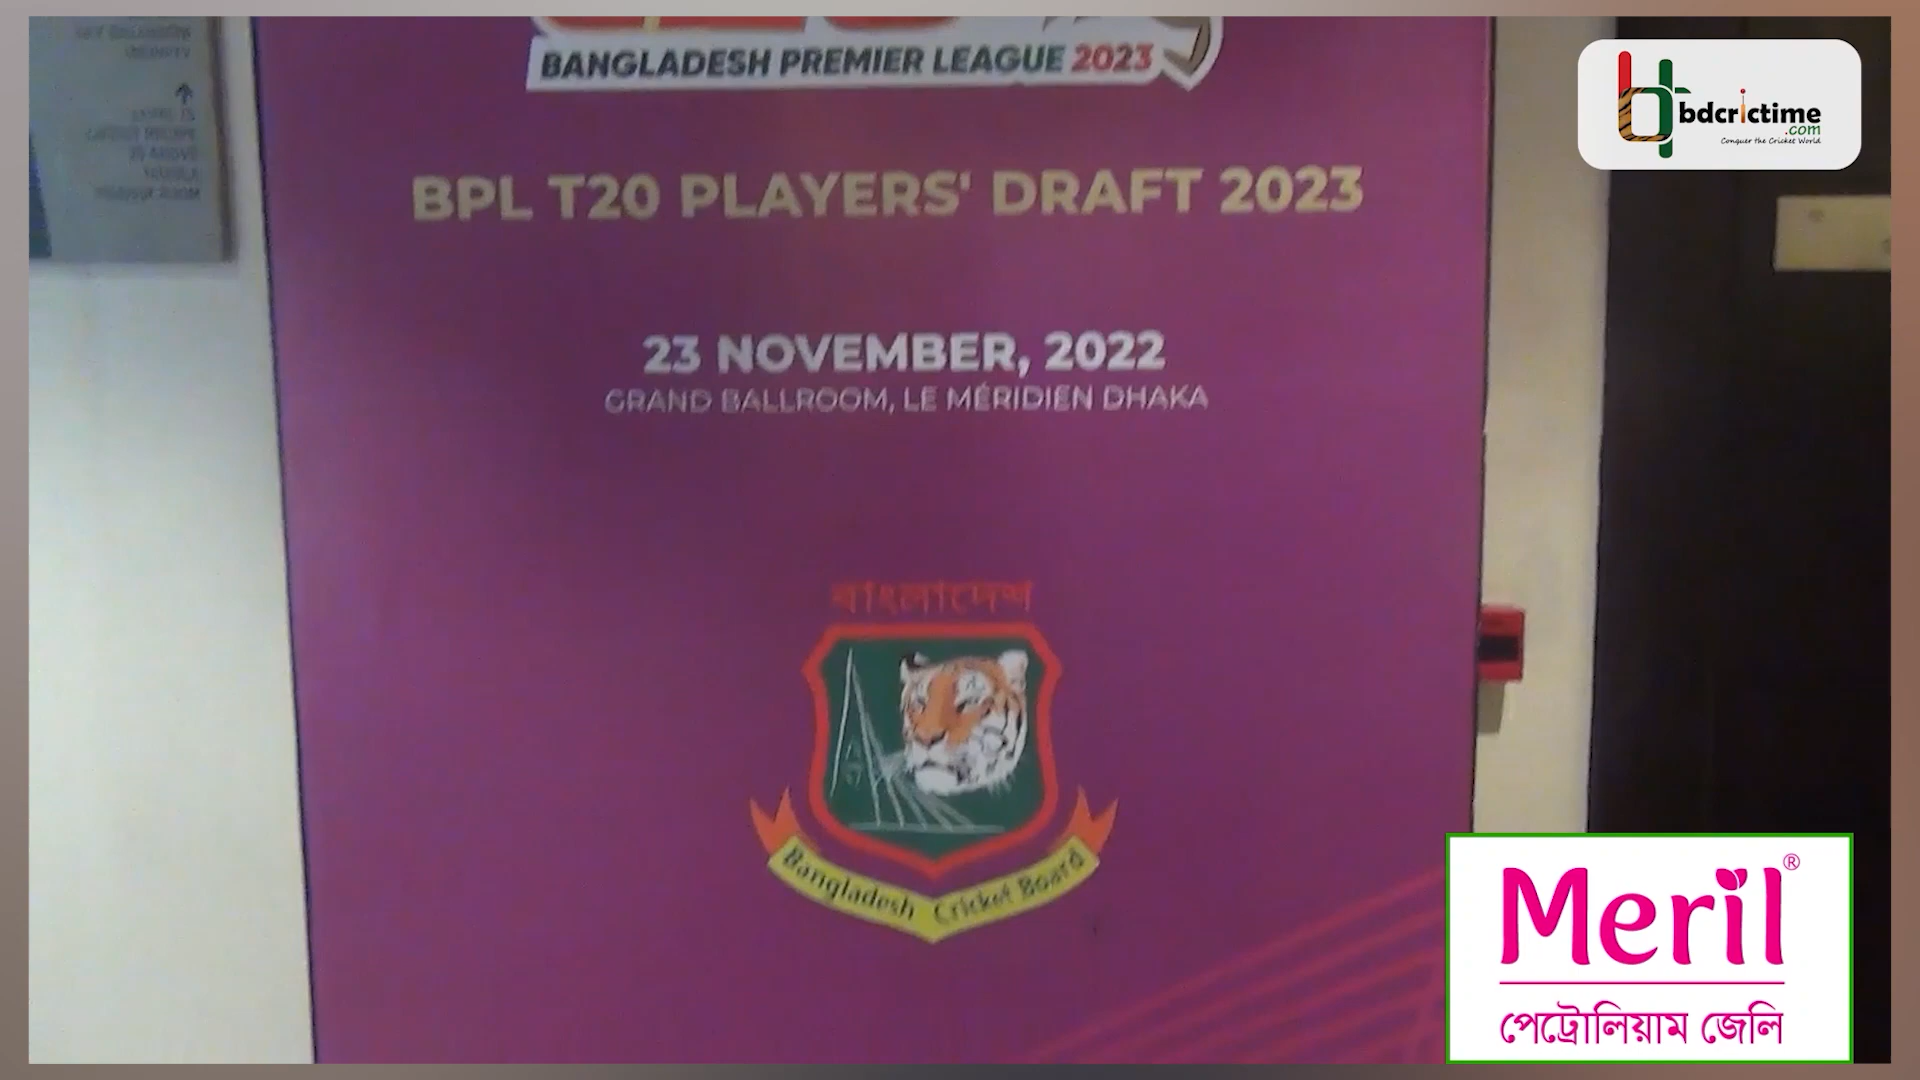 BANGLADESH PREMIER LEAGUE 2023
BPL T20 PLAYERS' DRAFT 2023
23 NOVEMBER, 2022
GRAND BALLROOM, LE MÉRIDIEN DHAKA
বাংলাদেশ
Bangladesh Cricket Board
bdcrictime
.com
Conquer the Cricket World
Meril®
পেট্রোলিয়াম জেলি